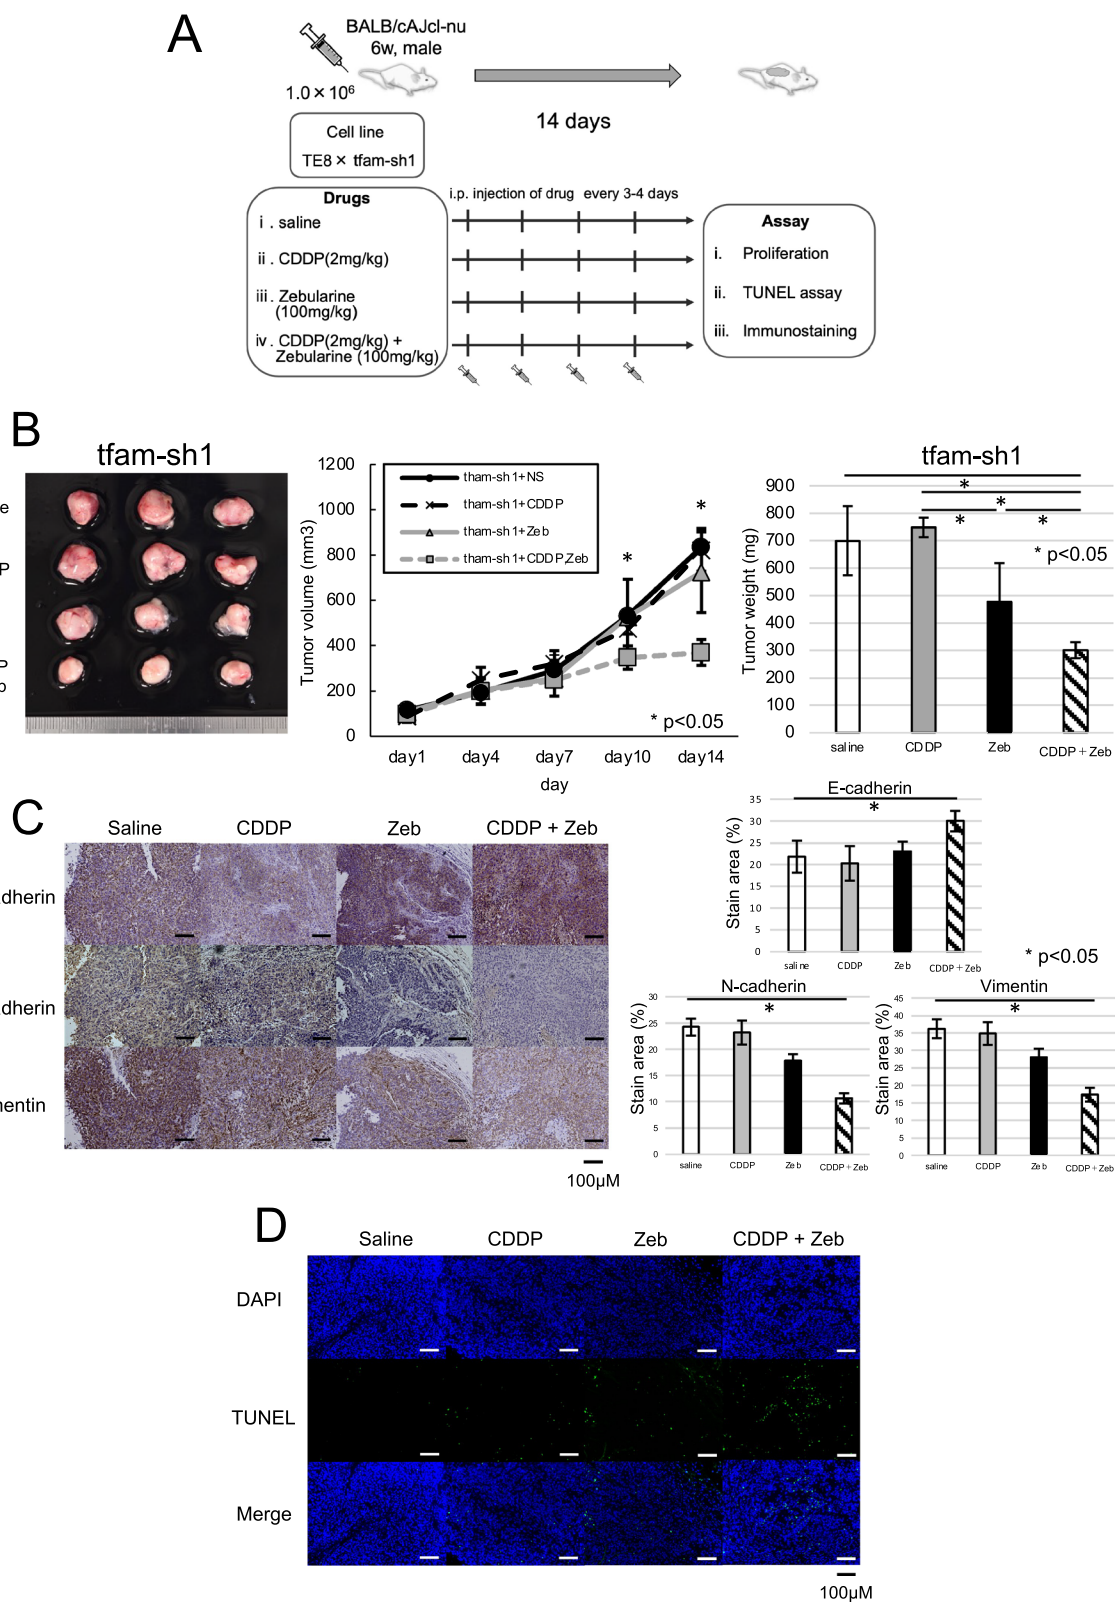 A
BALB/cAJcl-nu
6w, male
1.0 × 10⁶
14 days
Cell line
TE8 × tfam-sh1
Drugs
i . saline
ii . CDDP(2mg/kg)
iii . Zebularine
(100mg/kg)
iv . CDDP(2mg/kg) +
Zebularine (100mg/kg)
i.p. injection of drug every 3-4 days
Assay
i. Proliferation
ii. TUNEL assay
iii. Immunostaining
B
tfam-sh1
e
P
P
b
Tumor volume (mm3)
1200
1000
800
600
400
200
0
tham-sh1+NS
tham-sh1+CDDP
tham-sh1+Zeb
tham-sh1+CDDP,Zeb
*
*
* p<0.05
day1 day4 day7 day10 day14
day
tfam-sh1
Tumor weight (mg)
900
800
700
600
500
400
300
200
100
0
*
*
*
*
* p<0.05
saline CDDP Zeb CDDP+Zeb
C
Saline CDDP Zeb CDDP + Zeb
dherin
dherin
nentin
100µM
E-cadherin
Stain area (%)
35
30
25
20
15
10
5
0
*
saline CDDP Zeb CDDP+Zeb
* p<0.05
N-cadherin
Stain area (%)
30
25
20
15
10
5
0
*
saline CDDP Zeb CDDP+Zeb
Vimentin
Stain area (%)
45
40
35
30
25
20
15
10
5
0
*
saline CDDP Zeb CDDP+Zeb
D
Saline CDDP Zeb CDDP + Zeb
DAPI
TUNEL
Merge
100µM